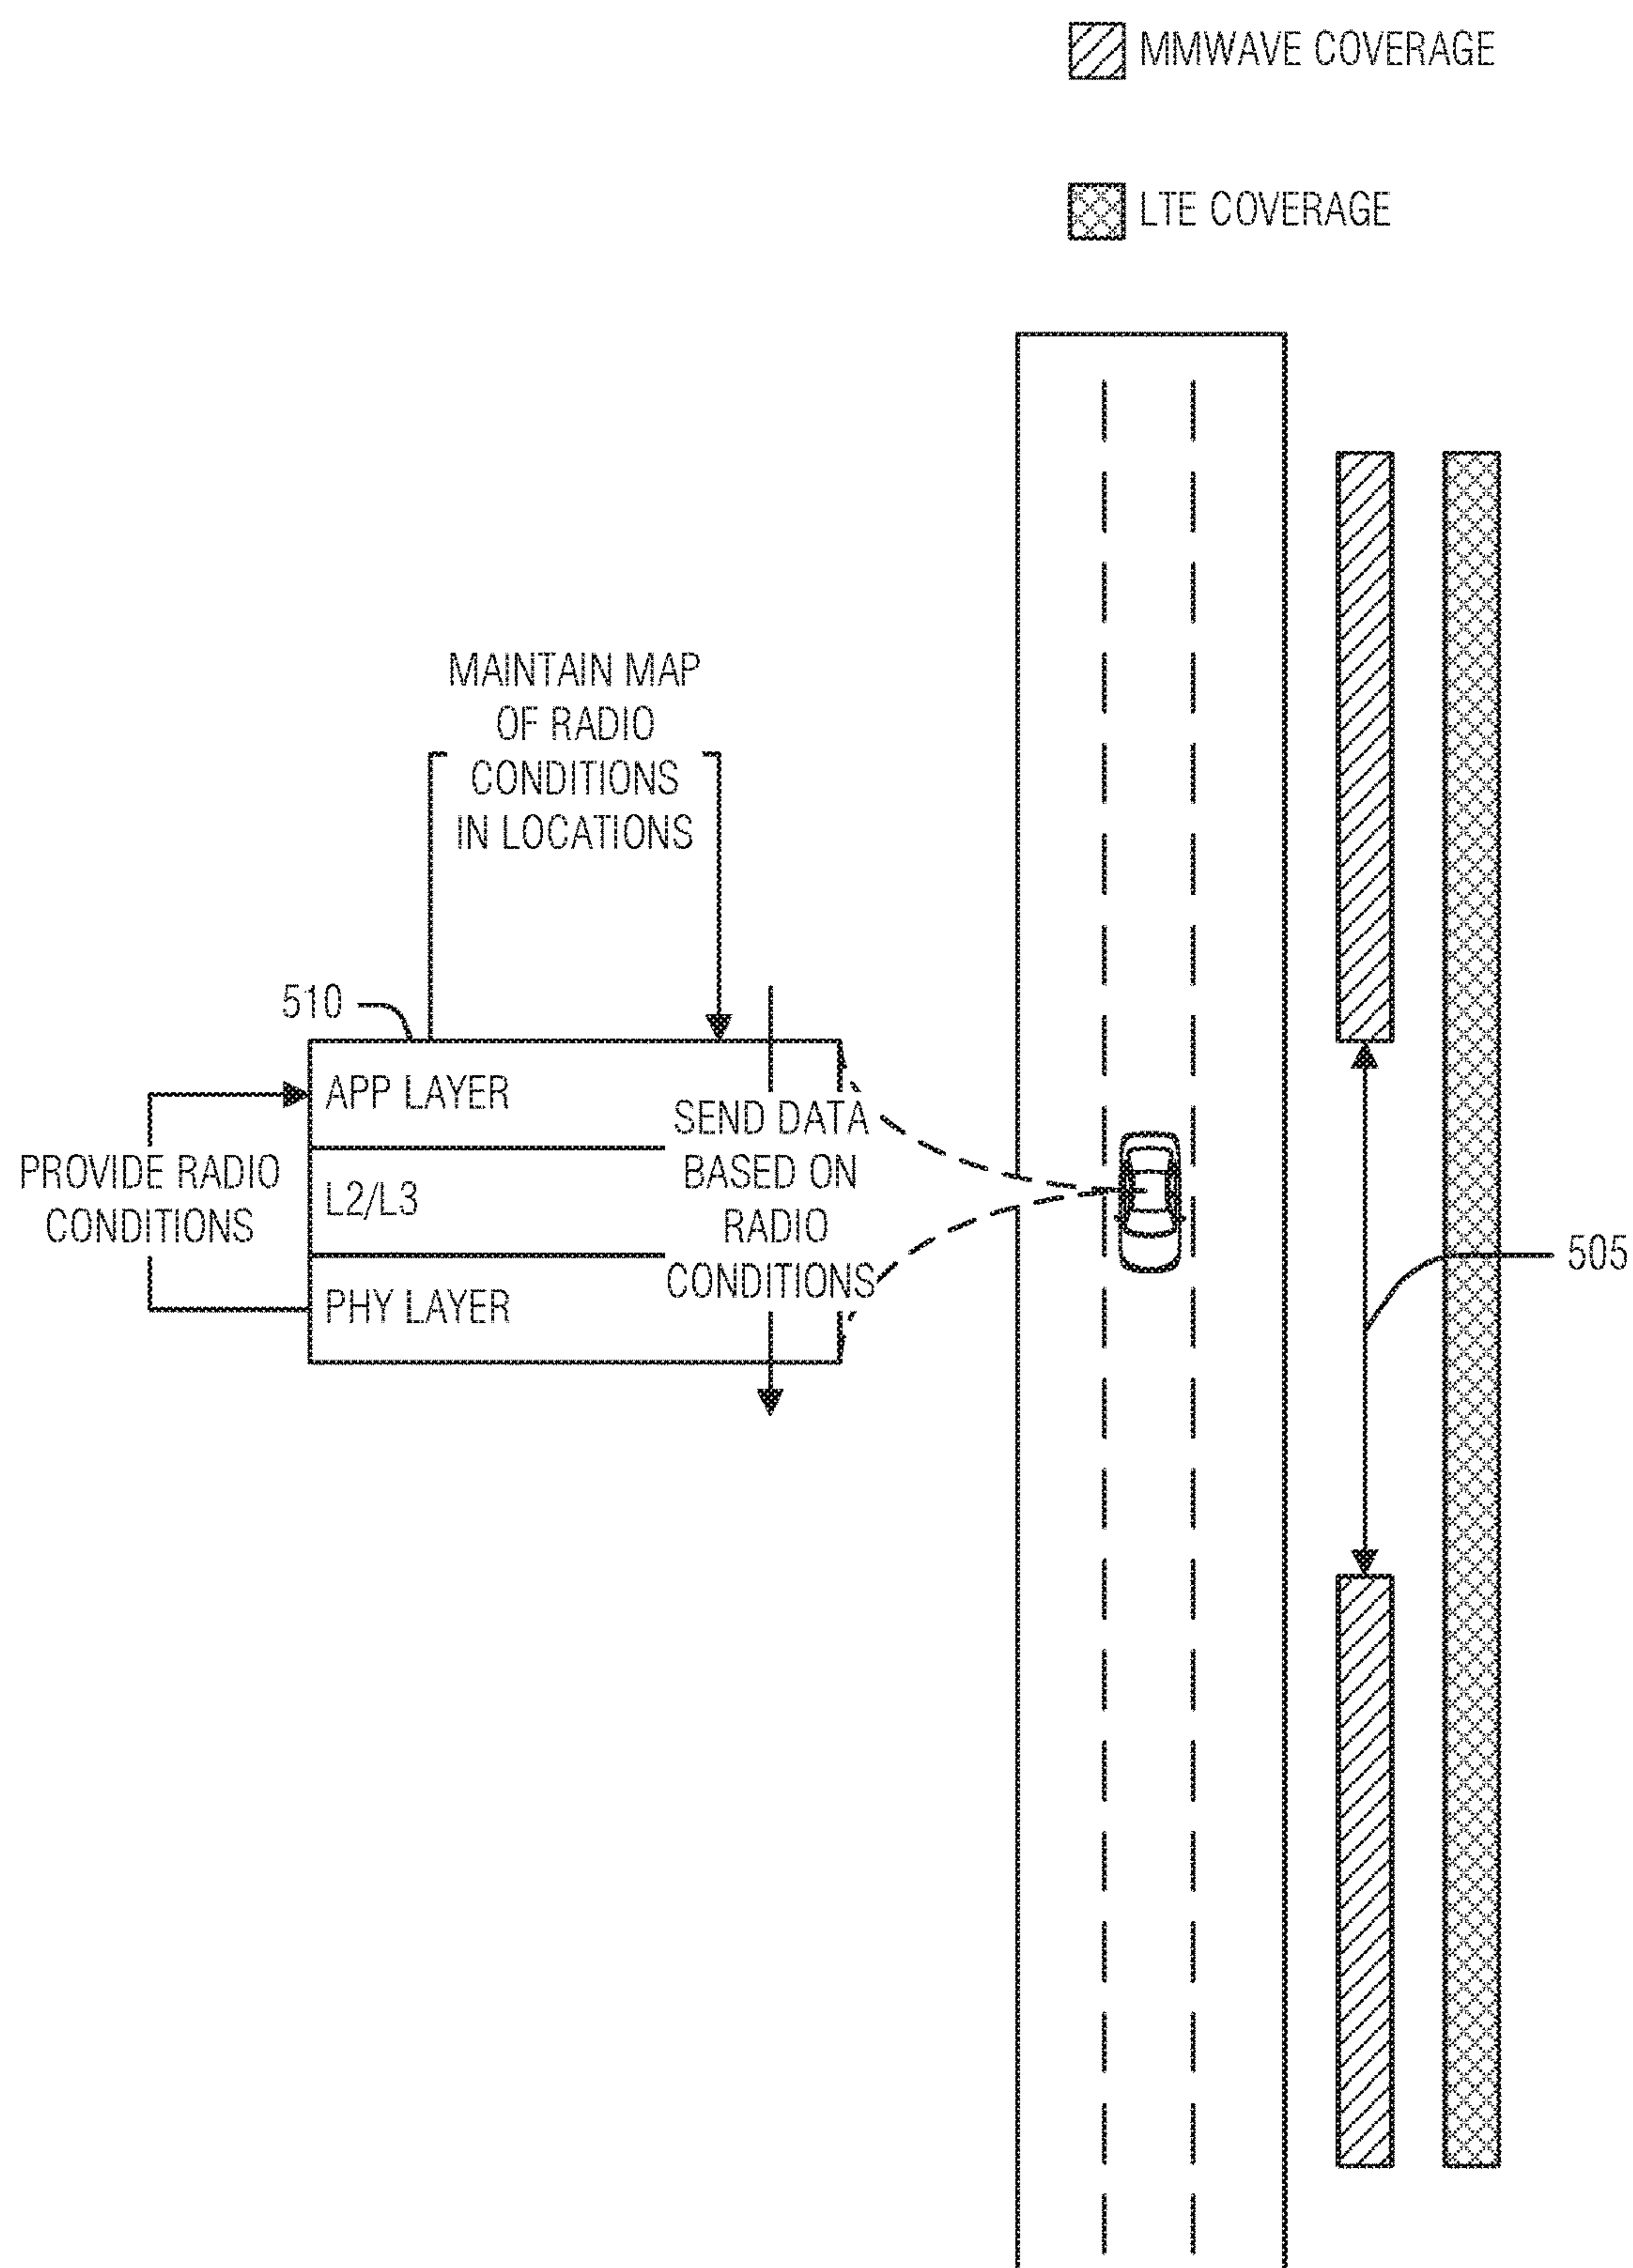 MMWAVE COVERAGE
LTE COVERAGE
MAINTAIN MAP
OF RADIO
CONDITIONS
IN LOCATIONS
510
APP LAYER
L2/L3
PHY LAYER
PROVIDE RADIO
CONDITIONS
SEND DATA
BASED ON
RADIO
CONDITIONS
505